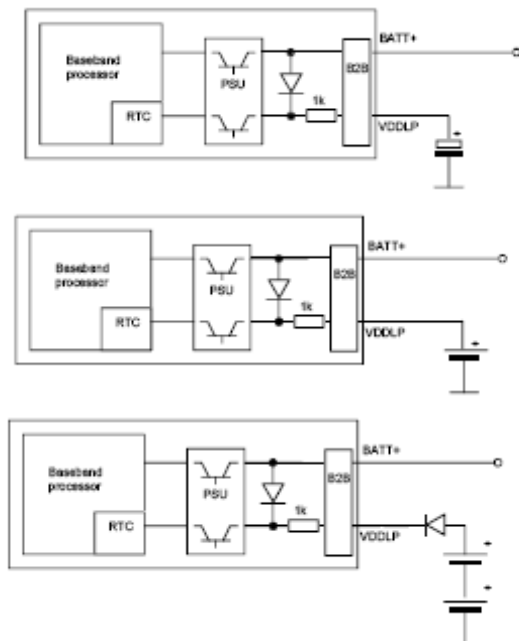 BATT+
Baseband
processor
PSU
B2B
1k
RTC
VDDLP
+
BATT+
Baseband
processor
PSU
B2B
1k
RTC
VDDLP
+
BATT+
Baseband
processor
PSU
B2B
1k
RTC
VDDLP
+
+